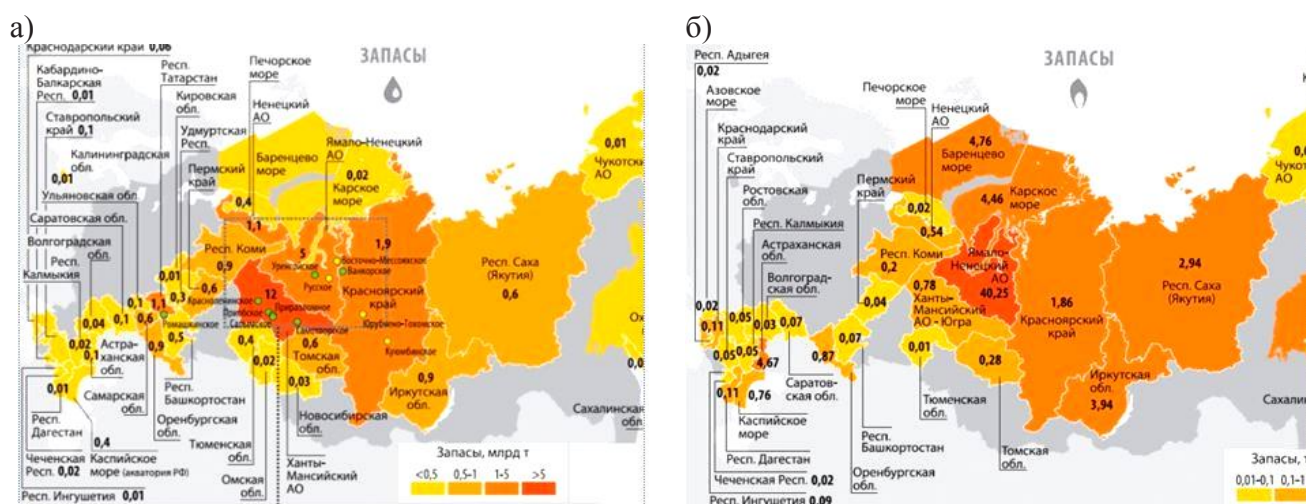 а)
Краснодарский край 0,06
Кабардино-
Балкарская
Респ. 0,01
Ставропольский
край 0,1
Калининградская
обл.
0,01
Ульяновская обл.
Саратовская обл.
Волгоградская
обл.
Респ.
Калмыкия
Респ.
Татарстан
Кировская
обл.
Удмуртская
Респ.
Пермский
край
Печорское
море
Ненецкий
АО
Ямало-Ненецкий
АО
ЗАПАСЫ
Баренцево
море
0,02
Карское
море
0,01
Чукотский
АО
0,4
1,1
Респ. Коми
0,9
5
1,9
Уренгойское
Восточно-Мессояхское
Ванкорское
Русское
Красноярский
край
Респ. Саха
(Якутия)
0,6
0,01
0,3
0,6
Красноленинское
12
Приобское
Приразломное
Салымское
Самотлорское
Юрубчено-Тохомское
Куюмбинское
0,1
1,1
0,6
Ромашкинское
0,04
0,1
0,5
0,9
0,4
0,02
0,6
Томская
обл.
0,03
0,9
Иркутская
обл.
0,02
0,1
Астра-
ханская
обл.
0,01
Самарская
обл.
Респ.
Башкортостан
Оренбургская
обл.
Новосибирская
обл.
Респ.
Дагестан
0,4
Тюменская
обл.
Сахалинская
Чеченская
Респ. 0,02
Каспийское
море (акватория РФ)
Омская
обл.
Ханты-
Мансийский
АО
Респ. Ингушетия 0,01
Запасы, млрд т
<0,5 0,5-1 1-5 >5
б)
Респ. Адыгея
0,02
Азовское
море
Краснодарский
край
Ставропольский
край
Ростовская
обл.
Респ. Калмыкия
Астраханская
обл.
Волгоград-
ская обл.
Пермский
край
Печорское
море
Ненецкий
АО
ЗАПАСЫ
4,76
Баренцево
море
4,46
Карское
море
0,02
0,54
Респ. Коми
0,2
Ямало-
Ненецкий
АО
40,25
0,78
Ханты-
Мансийский
АО - Югра
1,86
Красноярский
край
2,94
Респ. Саха
(Якутия)
0,04
0,02
0,11
0,05
0,03
0,07
0,07
0,05
0,05
4,67
0,87
0,01
0,28
Иркутская
обл.
3,94
0,11
0,76
Саратов-
ская обл.
Тюменская
обл.
Каспийское
море
Респ.
Башкортостан
Томская
обл.
Респ. Дагестан
Чеченская Респ. 0,02
Оренбургская
обл.
Респ. Ингушетия 0,09
Запасы, т
0,01-0,1